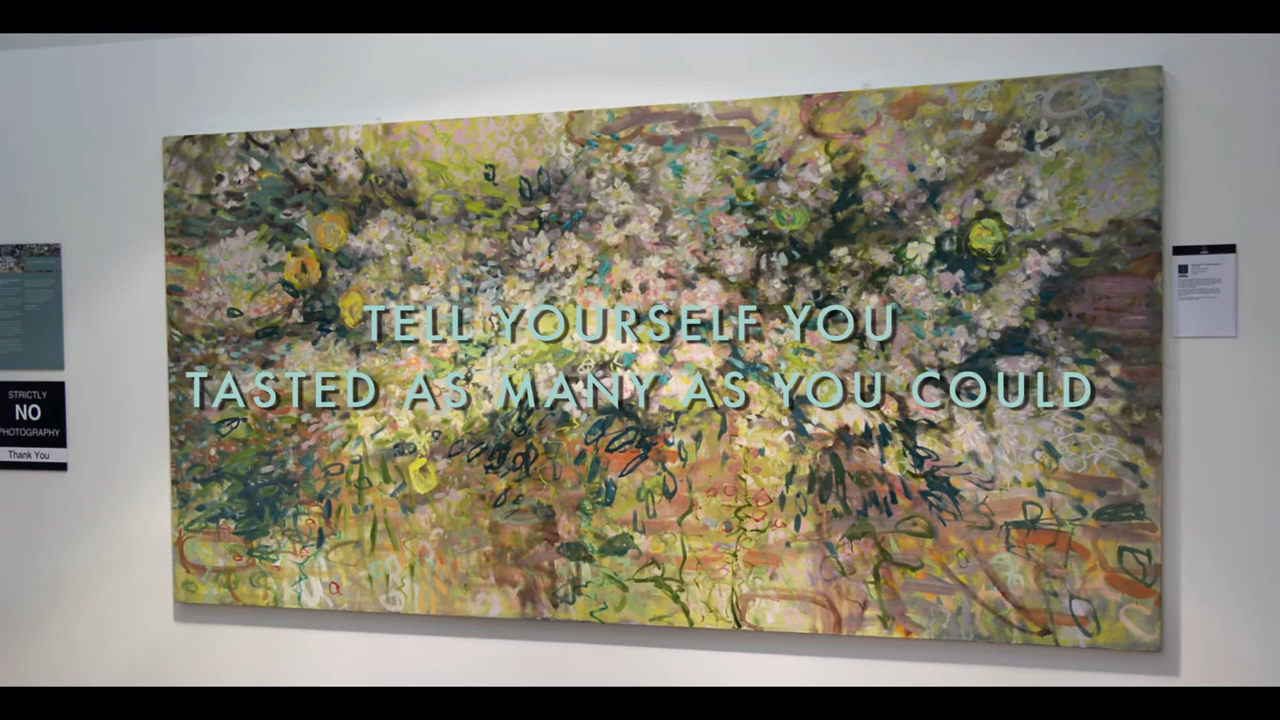 TELL YOURSELF YOU
TASTED AS MANY AS YOU COULD
STRICTLY
NO
PHOTOGRAPHY
Thank You